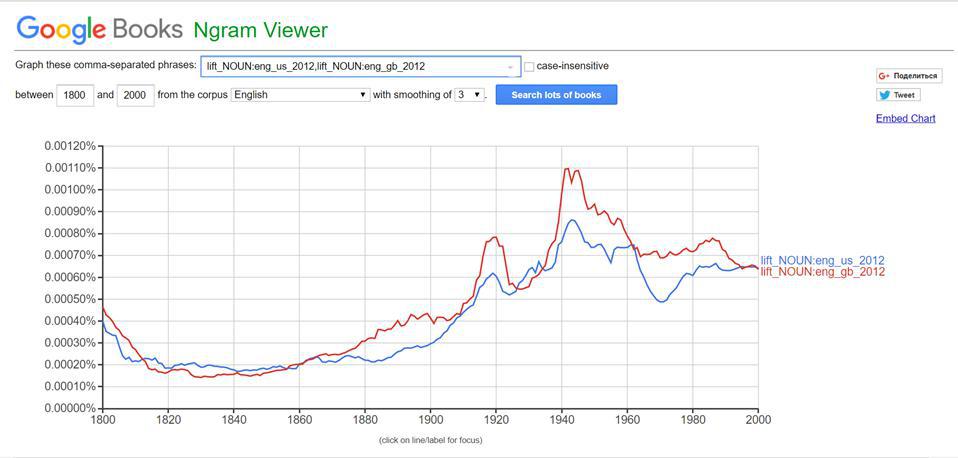 Google Books Ngram Viewer
Graph these comma-separated phrases: lift_NOUN:eng_us_2012,lift_NOUN:eng_gb_2012 case-insensitive
between 1800 and 2000 from the corpus English with smoothing of 3 . Search lots of books
G+ Поделиться
Tweet
Embed Chart
0.00120%
0.00110%
0.00100%
0.00090%
0.00080%
0.00070%
0.00060%
0.00050%
0.00040%
0.00030%
0.00020%
0.00010%
0.00000%
lift_NOUN:eng_us_2012
lift_NOUN:eng_gb_2012
1800 1820 1840 1860 1880 1900 1920 1940 1960 1980 2000
(click on line/label for focus)